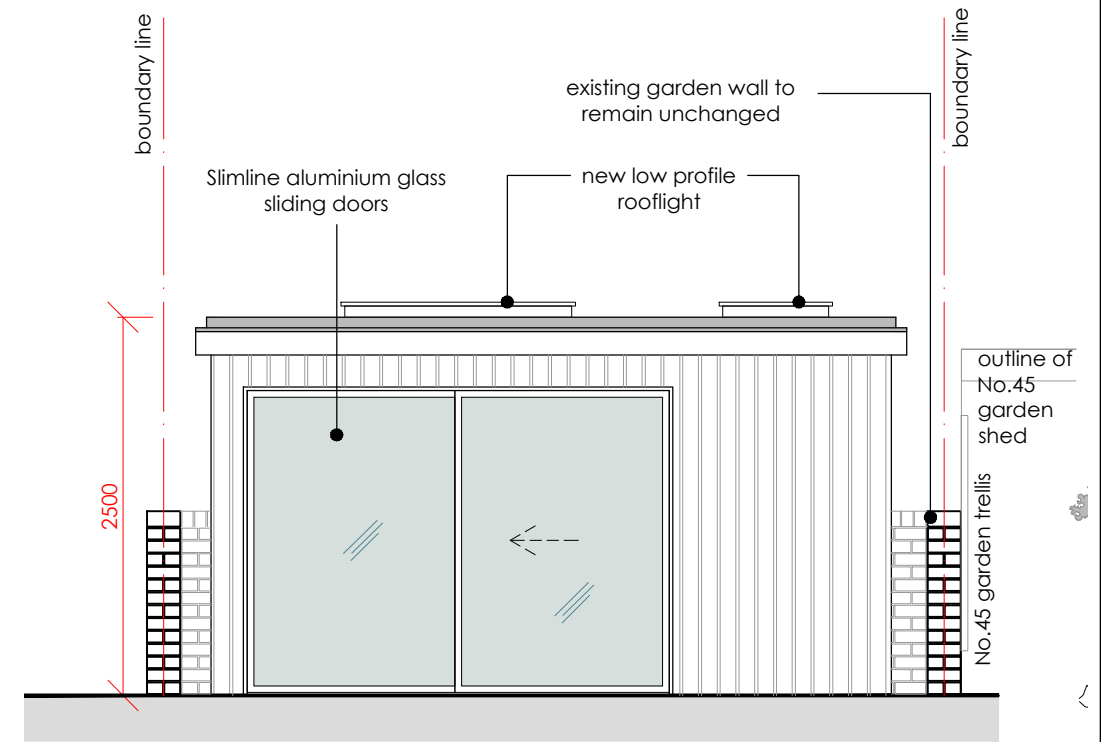 boundary line
boundary line
existing garden wall to
remain unchanged
Slimline aluminium glass
sliding doors
new low profile
rooflight
outline of
No.45
garden
shed
2500
No.45 garden trellis